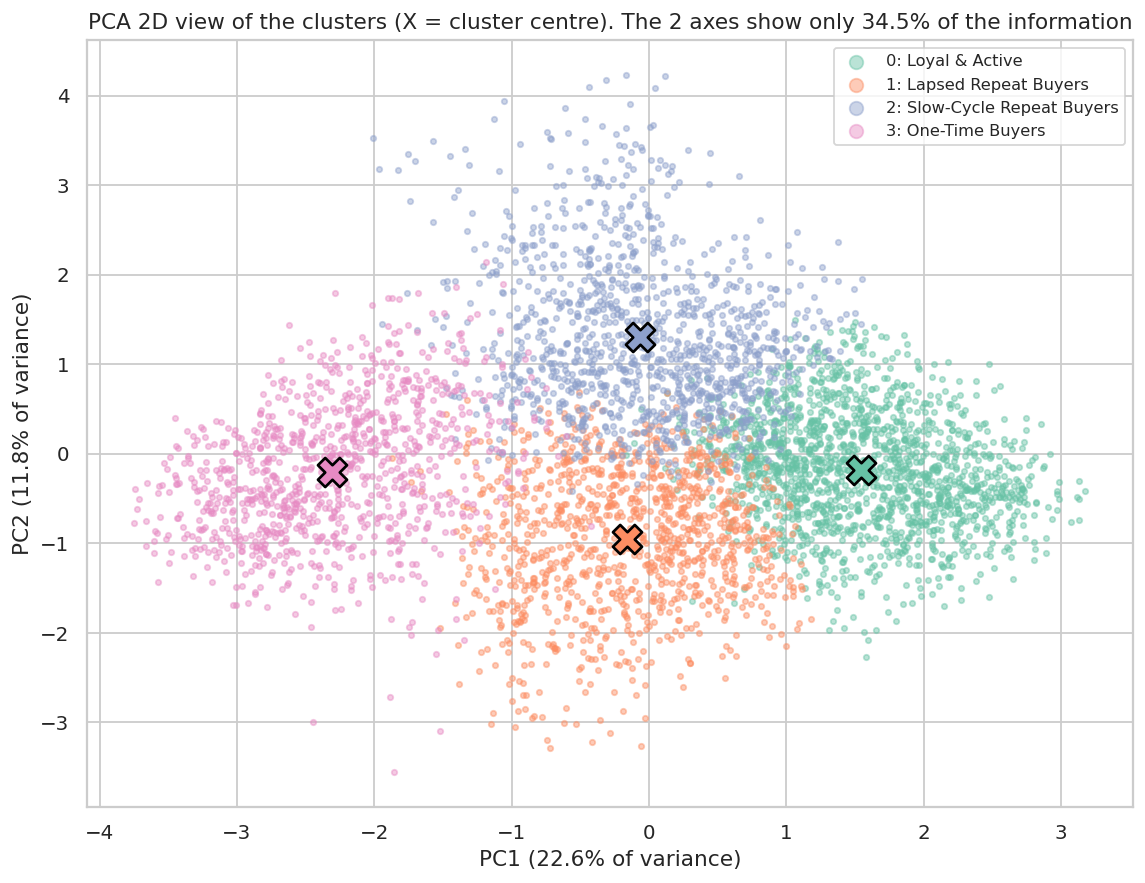 PCA 2D view of the clusters (X = cluster centre). The 2 axes show only 34.5% of the information
0: Loyal & Active
1: Lapsed Repeat Buyers
2: Slow-Cycle Repeat Buyers
3: One-Time Buyers
PC2 (11.8% of variance)
4
3
2
1
0
−1
−2
−3
−4
−3
−2
−1
0
1
2
3
PC1 (22.6% of variance)